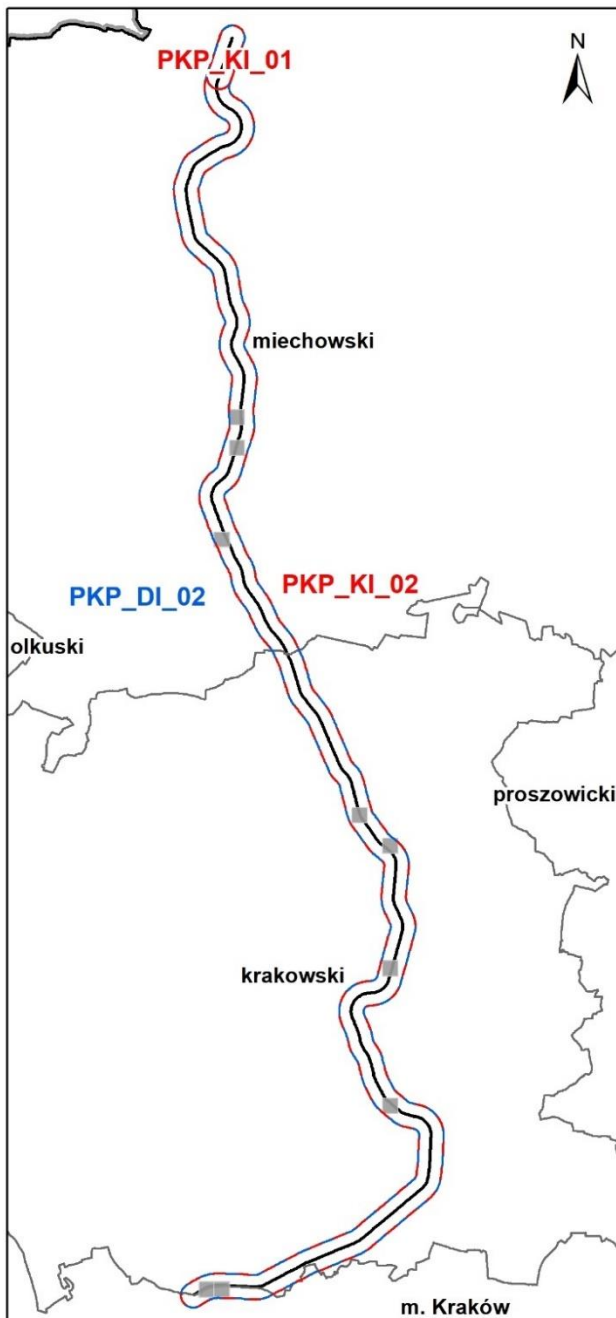 PKP_KI_01
N
miechowski
PKP_DI_02
PKP_KI_02
olkuski
proszowicki
krakowski
m. Kraków